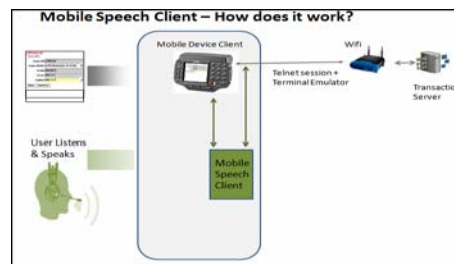 Mobile Speech Client – How does it work?
Mobile Device Client
Wifi
Telnet session +
Terminal Emulator
Transactio
Server
User Listens
& Speaks
Mobile
Speech
Client